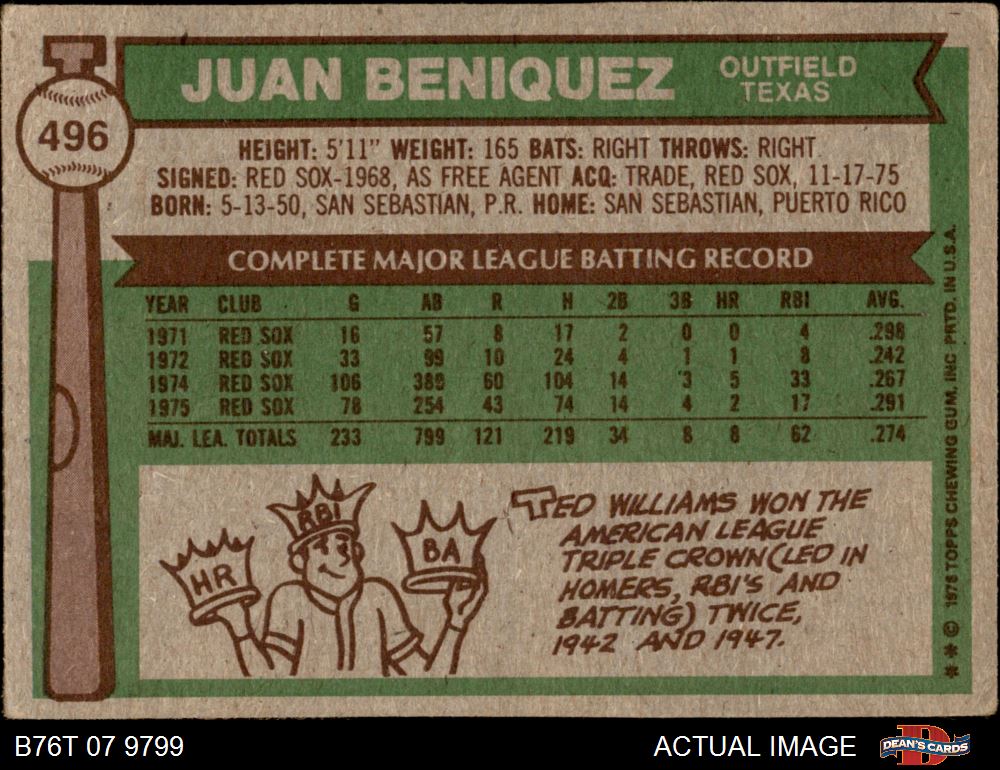 JUAN BENIQUEZ
OUTFIELD
TEXAS
496
HEIGHT: 5'11" WEIGHT: 165 BATS: RIGHT THROWS: RIGHT
SIGNED: RED SOX-1968, AS FREE AGENT ACQ: TRADE, RED SOX, 11-17-75
BORN: 5-13-50, SAN SEBASTIAN, P.R. HOME: SAN SEBASTIAN, PUERTO RICO
COMPLETE MAJOR LEAGUE BATTING RECORD
YEAR CLUB G AB R H 2B 3B HR RBI AVG.
1971 RED SOX 16 57 8 17 2 0 0 4 .298
1972 RED SOX 33 99 10 24 4 1 1 8 .242
1974 RED SOX 106 389 60 104 14 3 5 33 .267
1975 RED SOX 78 254 43 74 14 4 2 17 .291
MAJ. LEA. TOTALS 233 799 121 219 34 8 8 62 .274
HR
RBI
BA
TED WILLIAMS WON THE
AMERICAN LEAGUE
TRIPLE CROWN (LED IN
HOMERS, RBI'S AND
BATTING) TWICE,
1942 AND 1947.
** © 1976 TOPPS CHEWING GUM, INC. PRTD. IN U.S.A.
B76T 07 9799
ACTUAL IMAGE
D
DEAN'S CARDS